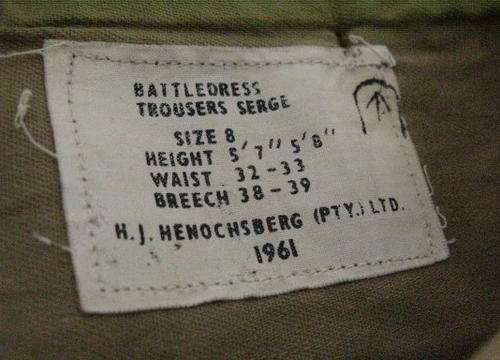 BATTLEDRESS
TROUSERS SERGE
SIZE 8
HEIGHT 5'7" 5'8"
WAIST 32-33
BREECH 38-39
H.J. HENOCHSBERG (PTY.) LTD.
1961